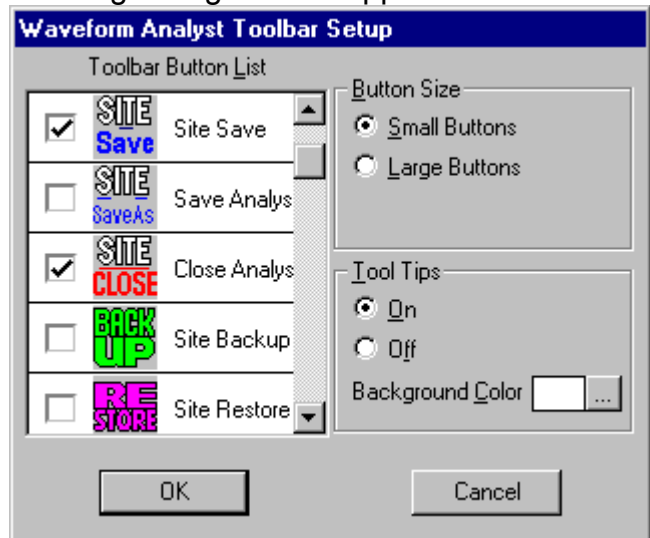 Waveform Analyst Toolbar Setup
Toolbar Button List
SITE Save
Site Save
SITE SaveAs
Save Analys
SITE CLOSE
Close Analys
BACK UP
Site Backup
RE STORE
Site Restore
Button Size
Small Buttons
Large Buttons
Tool Tips
On
Off
Background Color
...
OK
Cancel